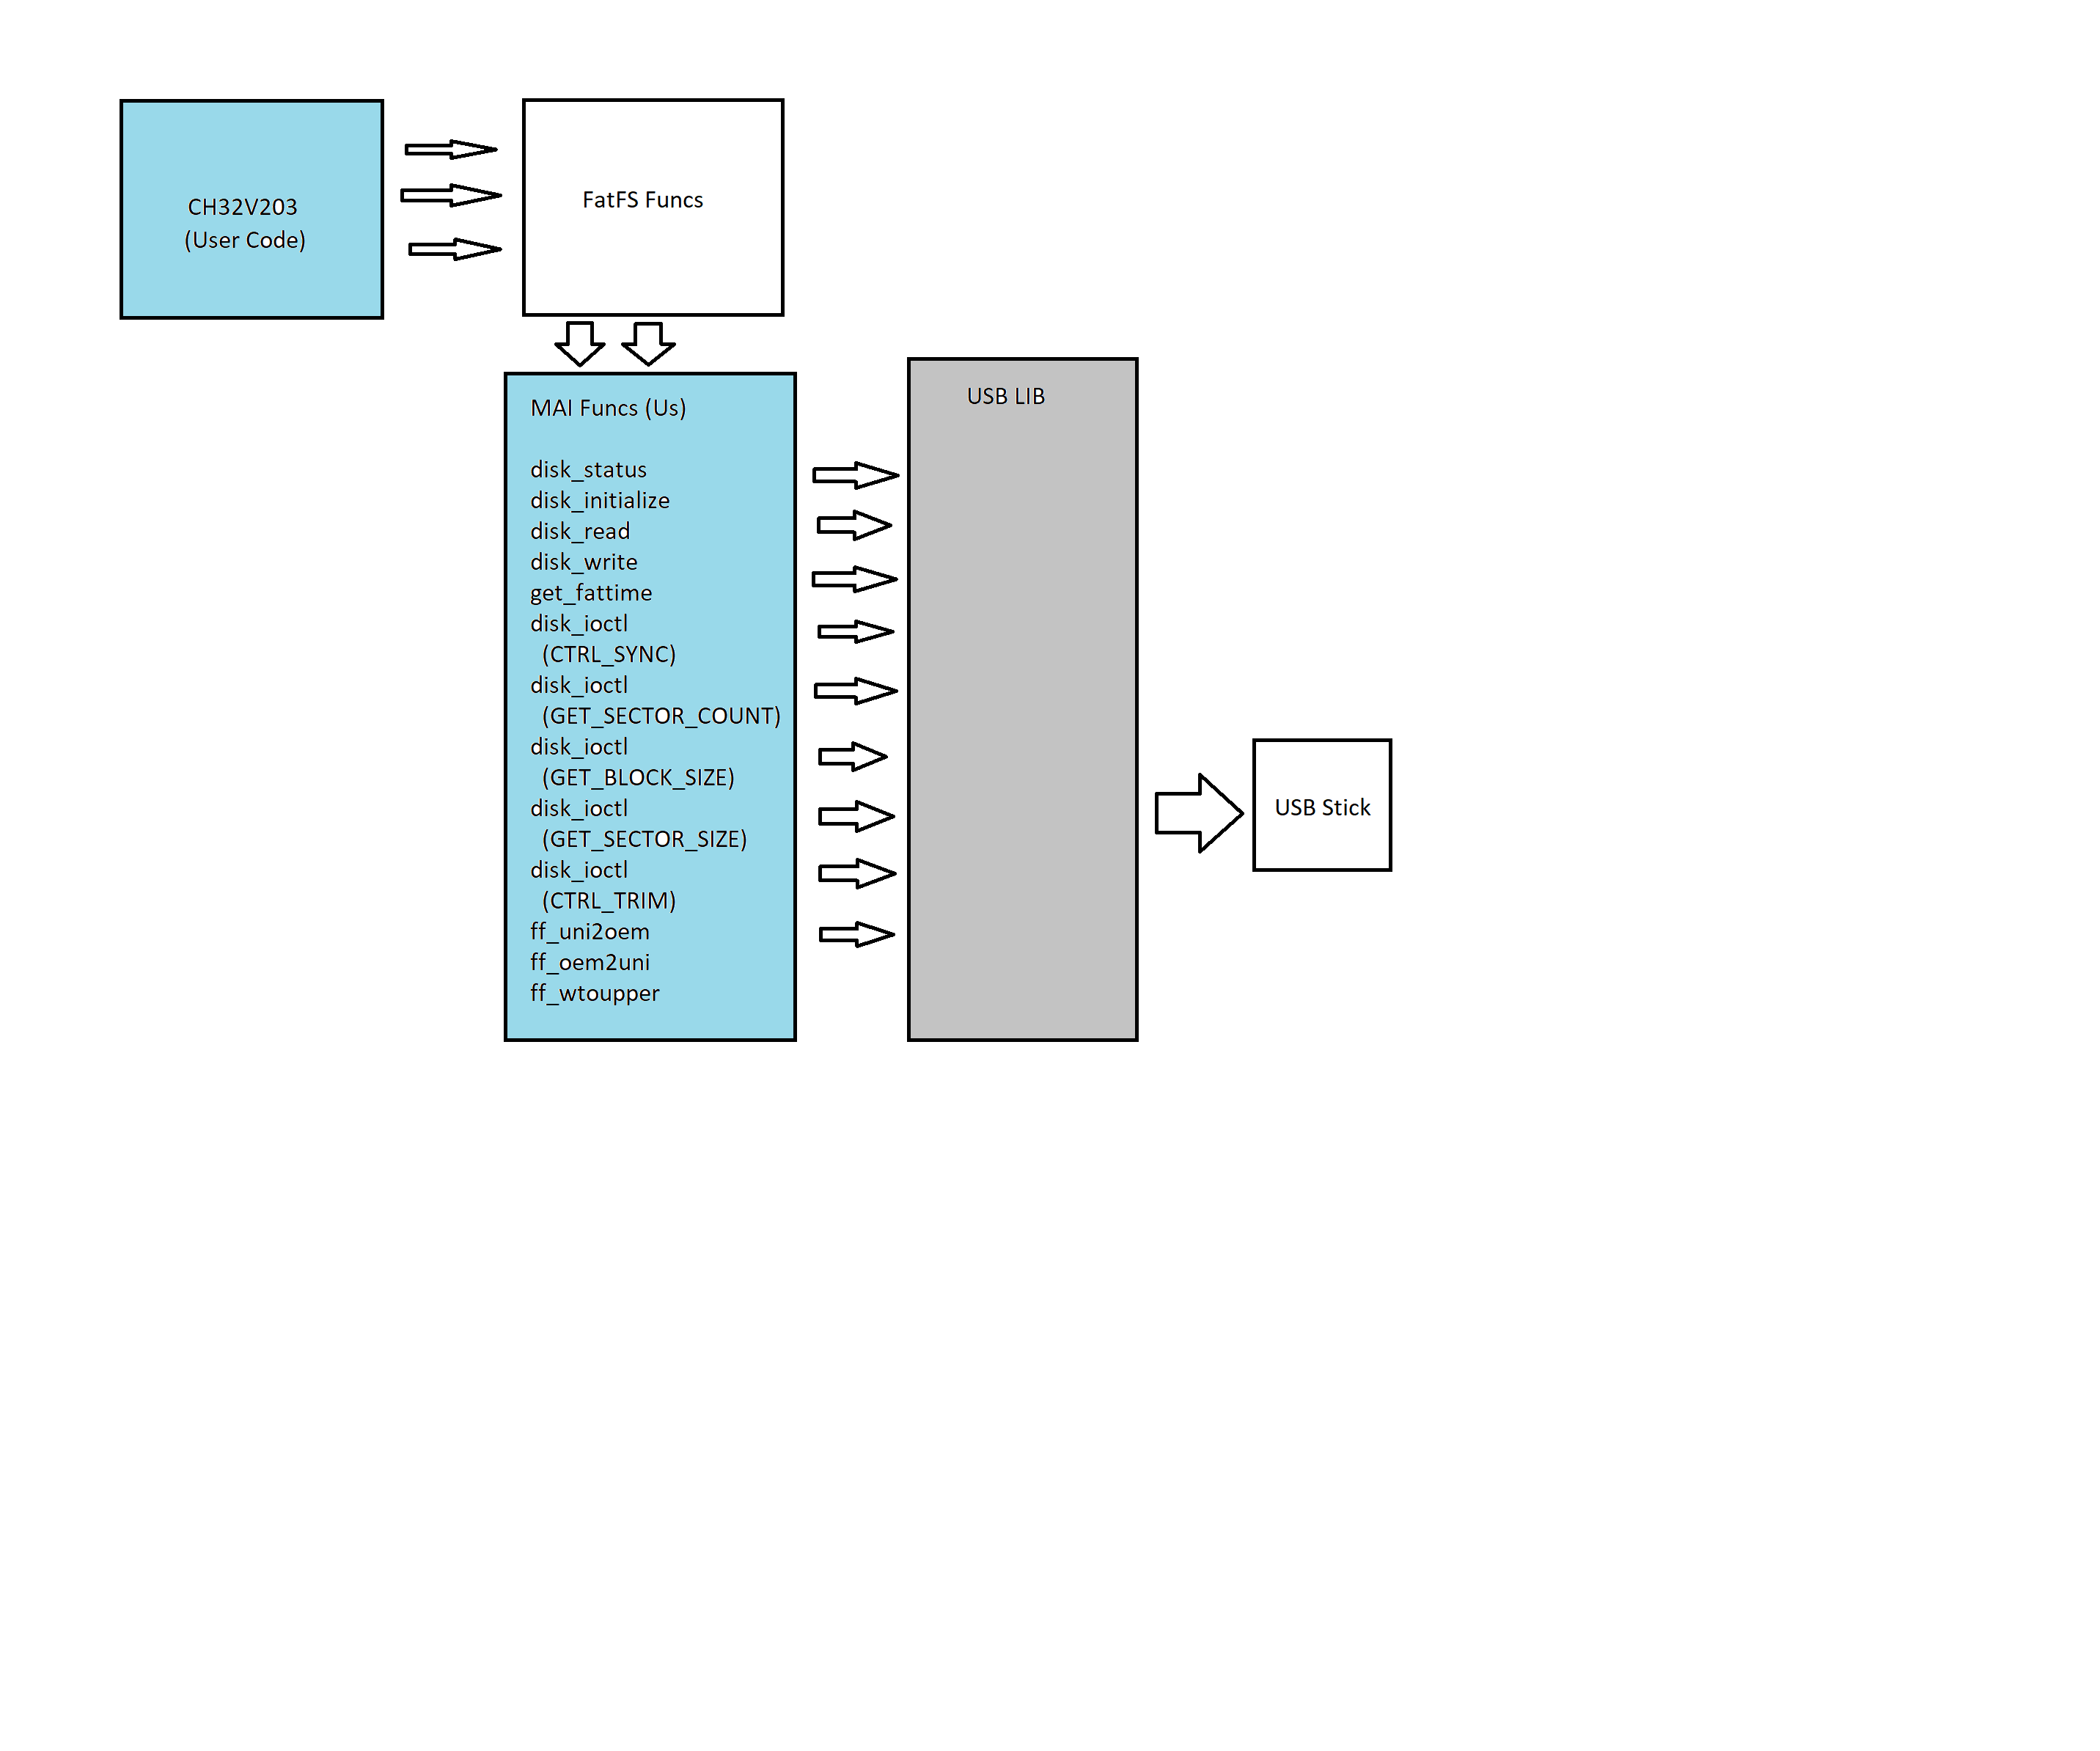 CH32V203
(User Code)
FatFS Funcs
MAI Funcs (Us)
disk_status
disk_initialize
disk_read
disk_write
get_fattime
disk_ioctl
(CTRL_SYNC)
disk_ioctl
(GET_SECTOR_COUNT)
disk_ioctl
(GET_BLOCK_SIZE)
disk_ioctl
(GET_SECTOR_SIZE)
disk_ioctl
(CTRL_TRIM)
ff_uni2oem
ff_oem2uni
ff_wtoupper
USB LIB
USB Stick